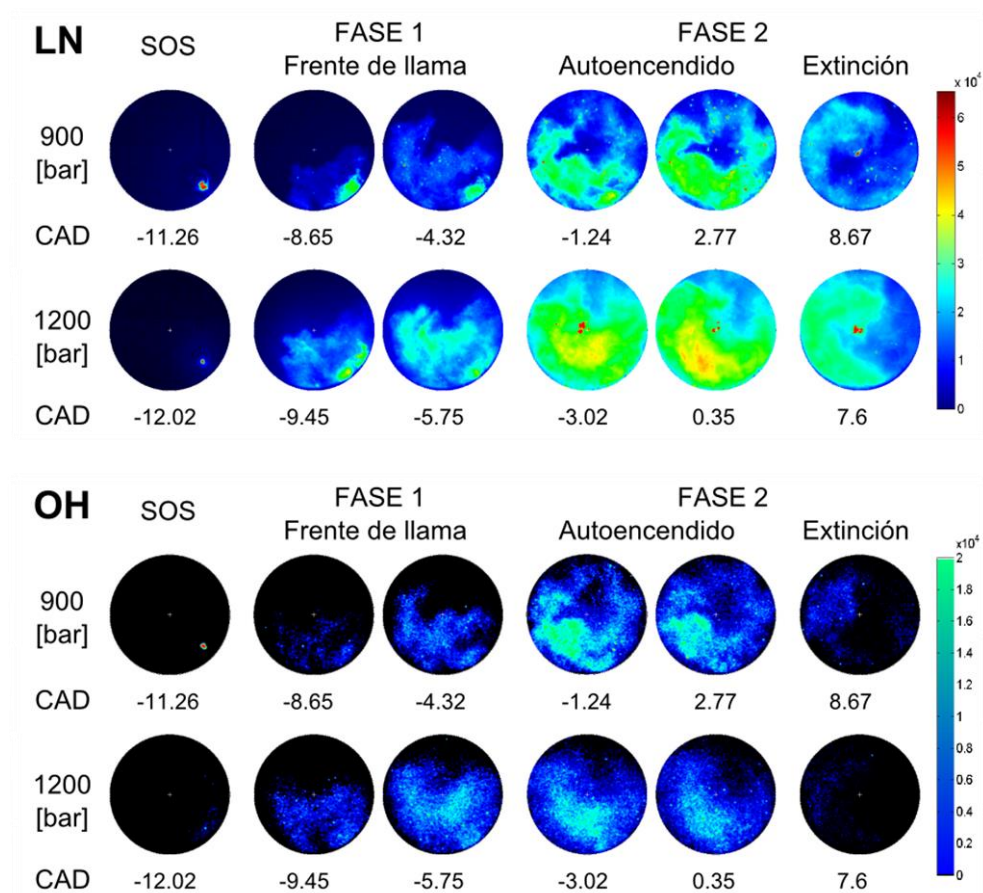 LN SOS FASE 1 FASE 2
Frente de llama Autoencendido Extinción
x 10⁴
900
[bar]
6
5
4
3
2
1
0
CAD -11.26 -8.65 -4.32 -1.24 2.77 8.67
1200
[bar]
CAD -12.02 -9.45 -5.75 -3.02 0.35 7.6
OH SOS FASE 1 FASE 2
Frente de llama Autoencendido Extinción
x10⁴
900
[bar]
2
1.8
1.6
1.4
1.2
1
0.8
0.6
0.4
0.2
0
CAD -11.26 -8.65 -4.32 -1.24 2.77 8.67
1200
[bar]
CAD -12.02 -9.45 -5.75 -3.02 0.35 7.6